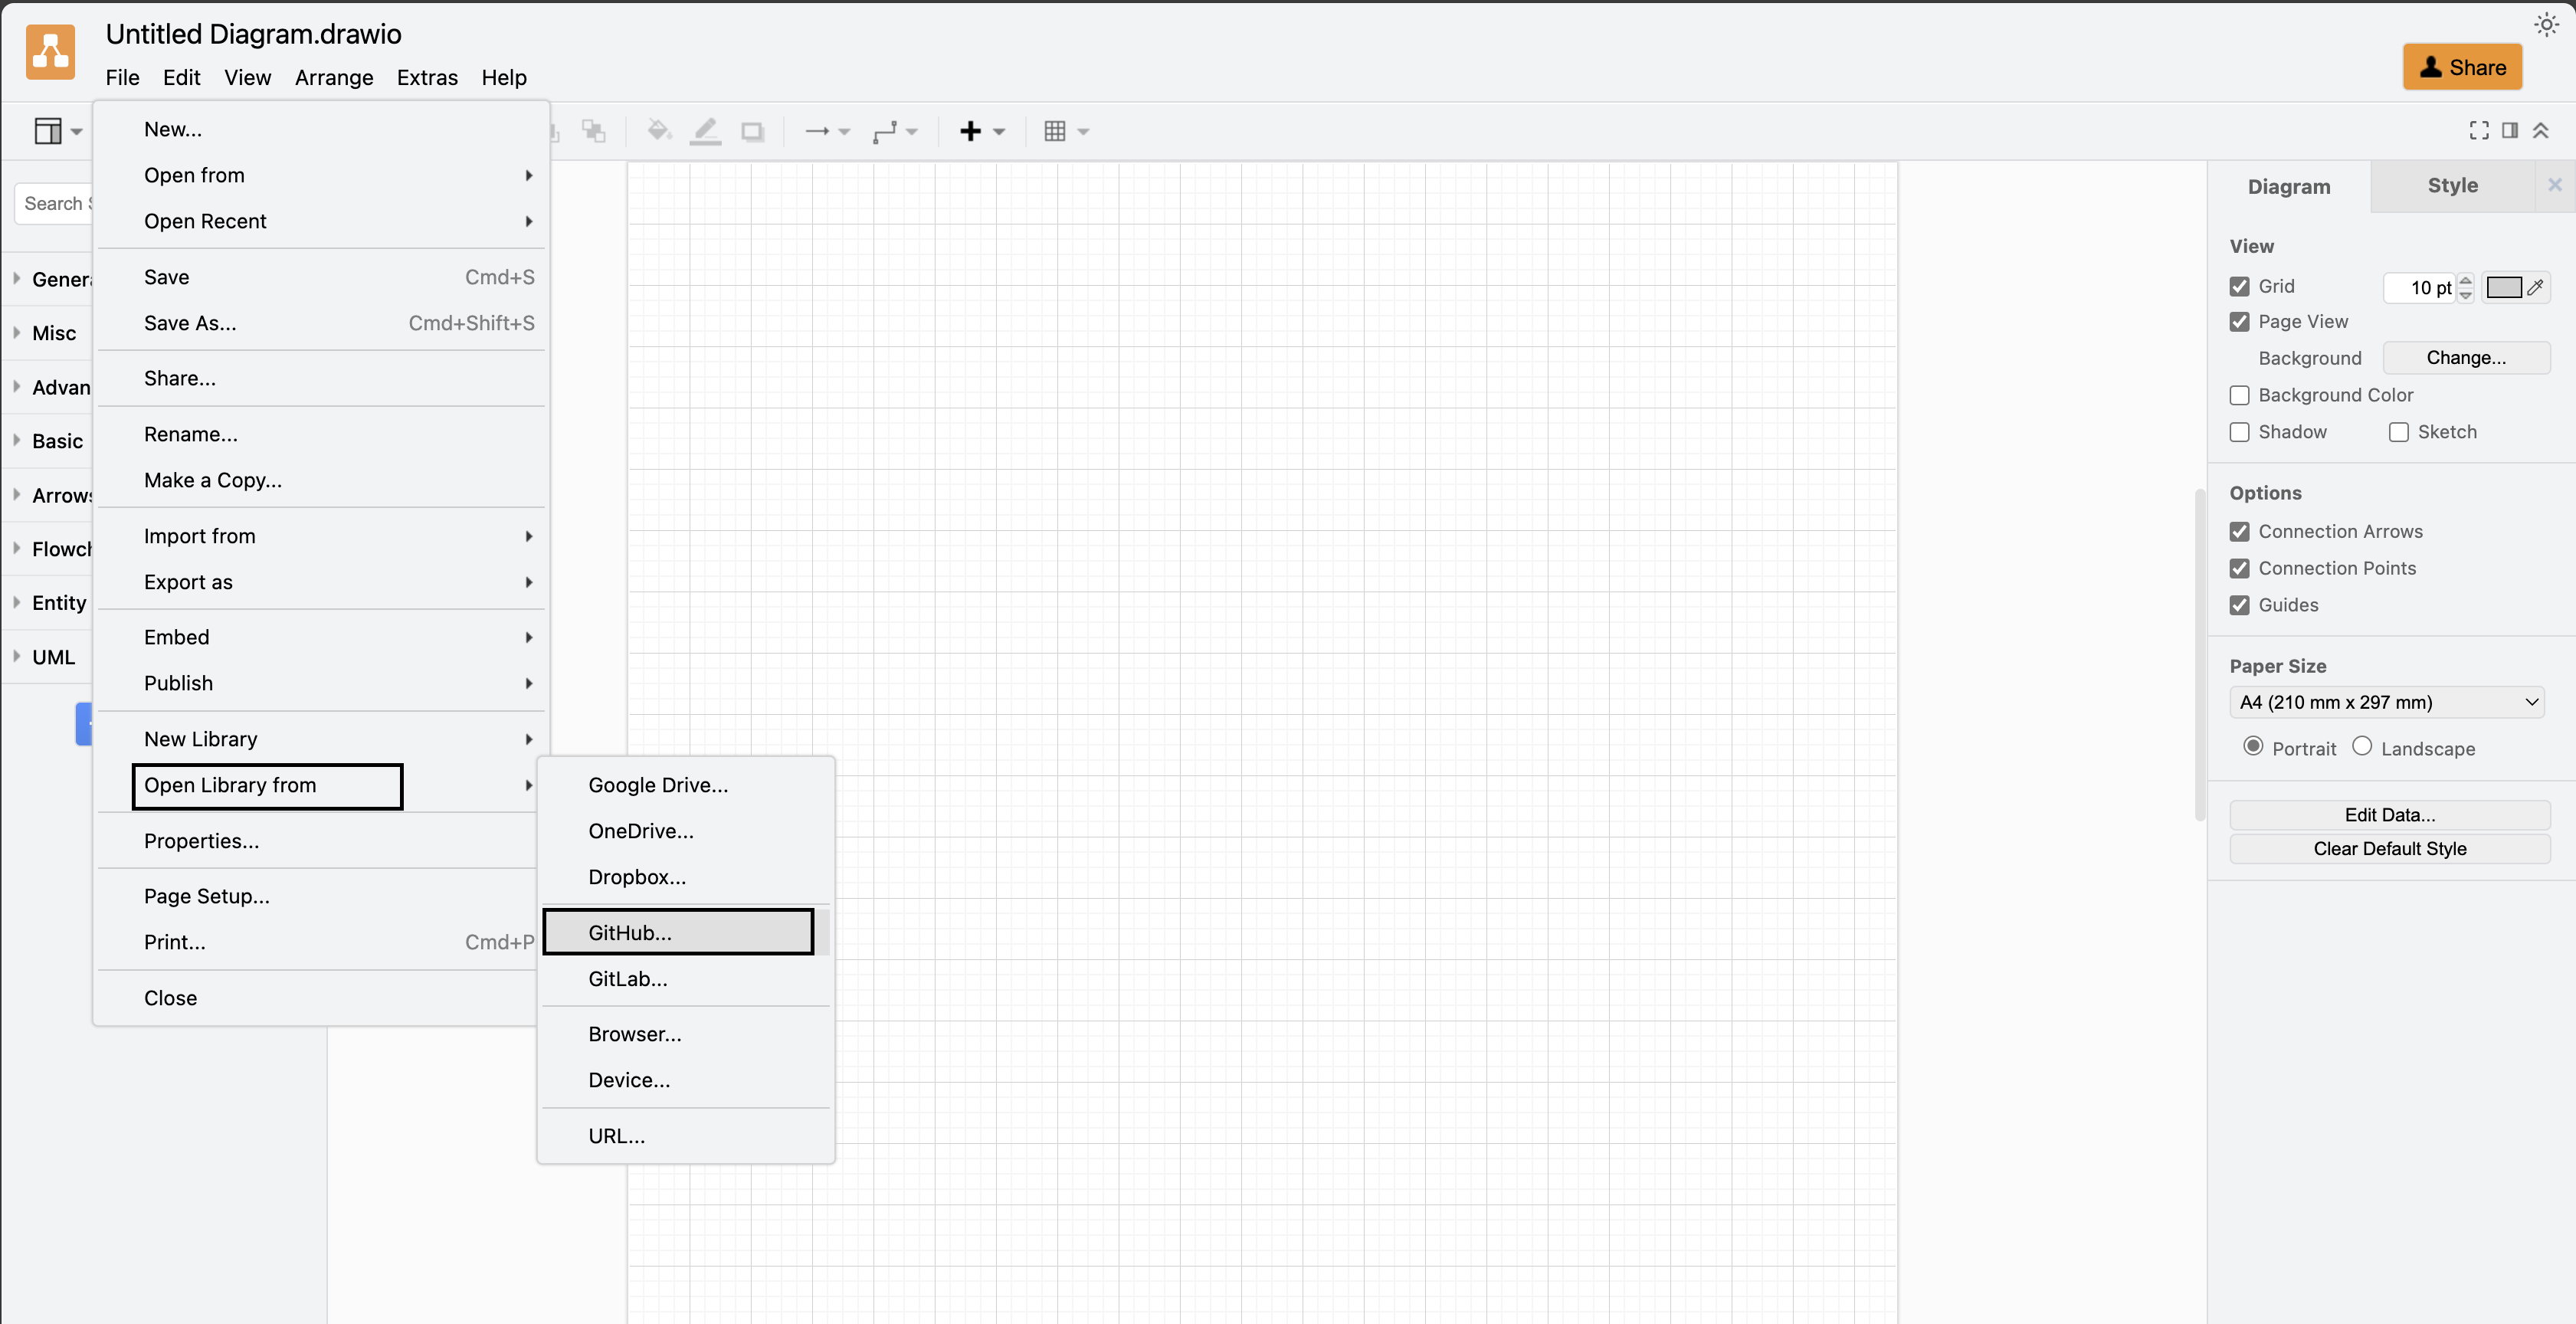 Untitled Diagram.drawio
File Edit View Arrange Extras Help
Share
New...
Open from
Open Recent
Save Cmd+S
Save As... Cmd+Shift+S
Share...
Rename...
Make a Copy...
Import from
Export as
Embed
Publish
New Library
Open Library from
Properties...
Page Setup...
Print... Cmd+P
Close
Google Drive...
OneDrive...
Dropbox...
GitHub...
GitLab...
Browser...
Device...
URL...
Search
Misc
Basic
Entity
UML
Diagram Style
View
Grid 10 pt
Page View
Background Change...
Background Color
Shadow Sketch
Options
Connection Arrows
Connection Points
Guides
Paper Size
A4 (210 mm x 297 mm)
Portrait Landscape
Edit Data...
Clear Default Style